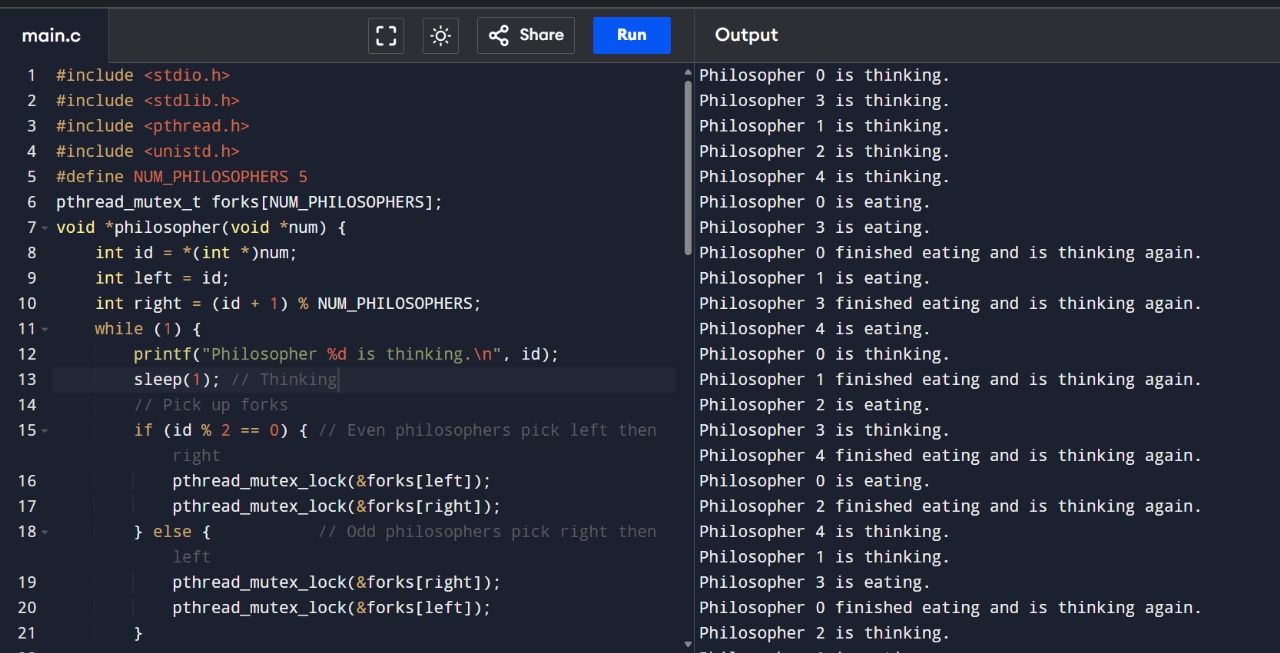 main.c
Share
Run
Output
1 #include <stdio.h>
2 #include <stdlib.h>
3 #include <pthread.h>
4 #include <unistd.h>
5 #define NUM_PHILOSOPHERS 5
6 pthread_mutex_t forks[NUM_PHILOSOPHERS];
7 void *philosopher(void *num) {
8 int id = *(int *)num;
9 int left = id;
10 int right = (id + 1) % NUM_PHILOSOPHERS;
11 while (1) {
12 printf("Philosopher %d is thinking.\n", id);
13 sleep(1); // Thinking
14 // Pick up forks
15 if (id % 2 == 0) { // Even philosophers pick left then
right
16 pthread_mutex_lock(&forks[left]);
17 pthread_mutex_lock(&forks[right]);
18 } else { // Odd philosophers pick right then
left
19 pthread_mutex_lock(&forks[right]);
20 pthread_mutex_lock(&forks[left]);
21 }
Philosopher 0 is thinking.
Philosopher 3 is thinking.
Philosopher 1 is thinking.
Philosopher 2 is thinking.
Philosopher 4 is thinking.
Philosopher 0 is eating.
Philosopher 3 is eating.
Philosopher 0 finished eating and is thinking again.
Philosopher 1 is eating.
Philosopher 3 finished eating and is thinking again.
Philosopher 4 is eating.
Philosopher 0 is thinking.
Philosopher 1 finished eating and is thinking again.
Philosopher 2 is eating.
Philosopher 3 is thinking.
Philosopher 4 finished eating and is thinking again.
Philosopher 0 is eating.
Philosopher 2 finished eating and is thinking again.
Philosopher 4 is thinking.
Philosopher 1 is thinking.
Philosopher 3 is eating.
Philosopher 0 finished eating and is thinking again.
Philosopher 2 is thinking.